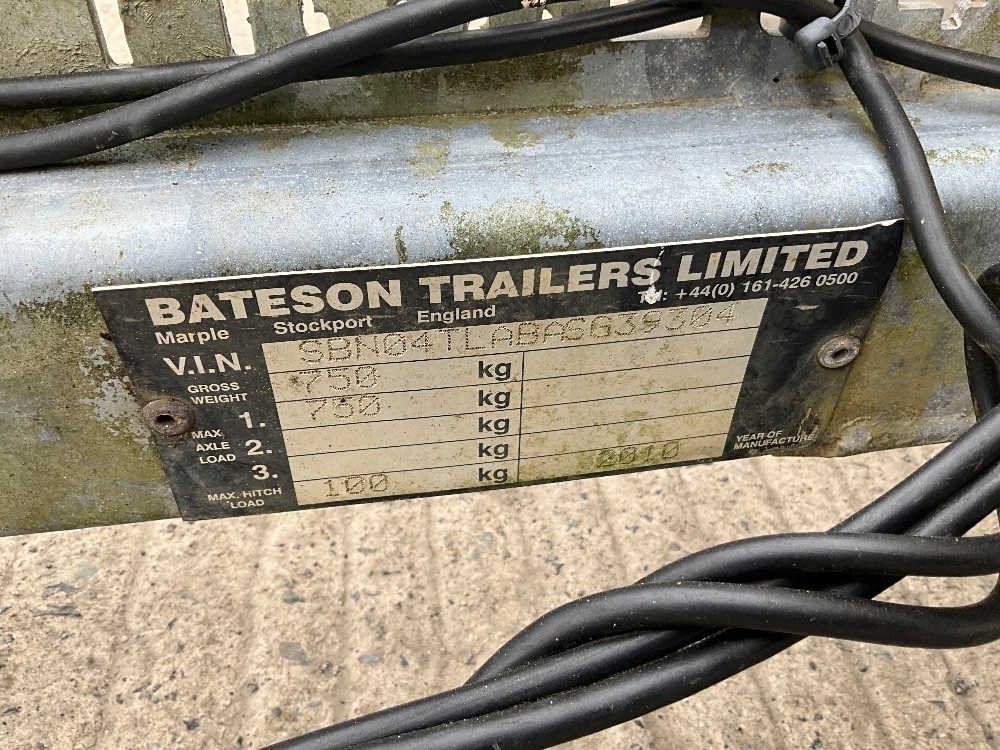 BATESON TRAILERS LIMITED
Marple Stockport England Tel: +44(0) 161-426 0500
V.I.N. SBN04TLABASG39304
GROSS WEIGHT 750 kg
MAX. AXLE LOAD
1. 750 kg
2. kg
3. kg
MAX. HITCH LOAD 100 kg
YEAR OF MANUFACTURE 2010